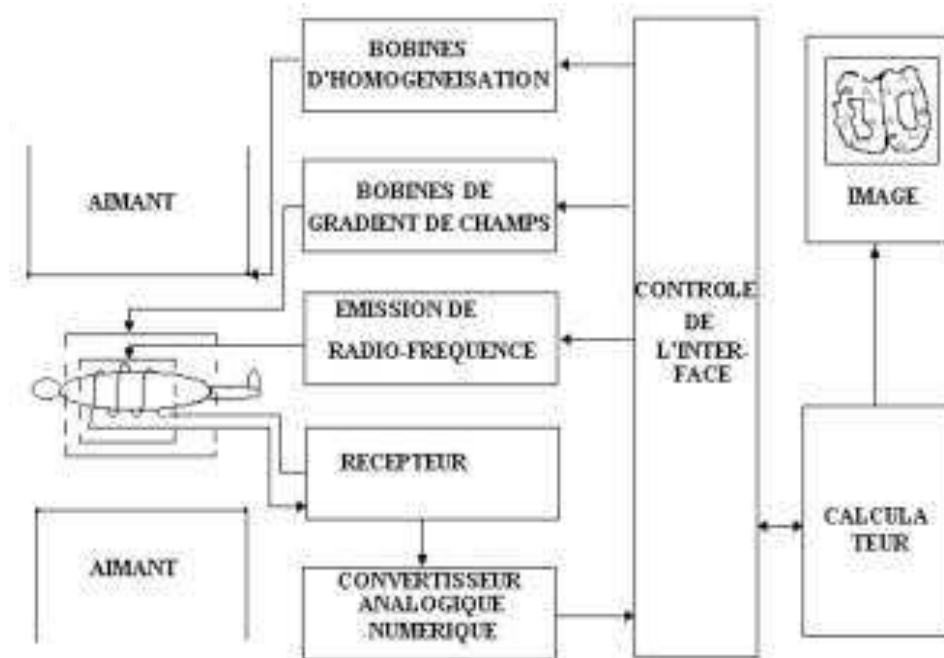 BOBINES
D'HOMOGENEISATION
AIMANT
BOBINES DE
GRADIENT DE CHAMPS
IMAGE
EMISSION DE
RADIO-FREQUENCE
CONTROLE
DE
L'INTER-
FACE
RECEPTEUR
CALCULA
TEUR
AIMANT
CONVERTISSEUR
ANALOGIQUE
NUMERIQUE